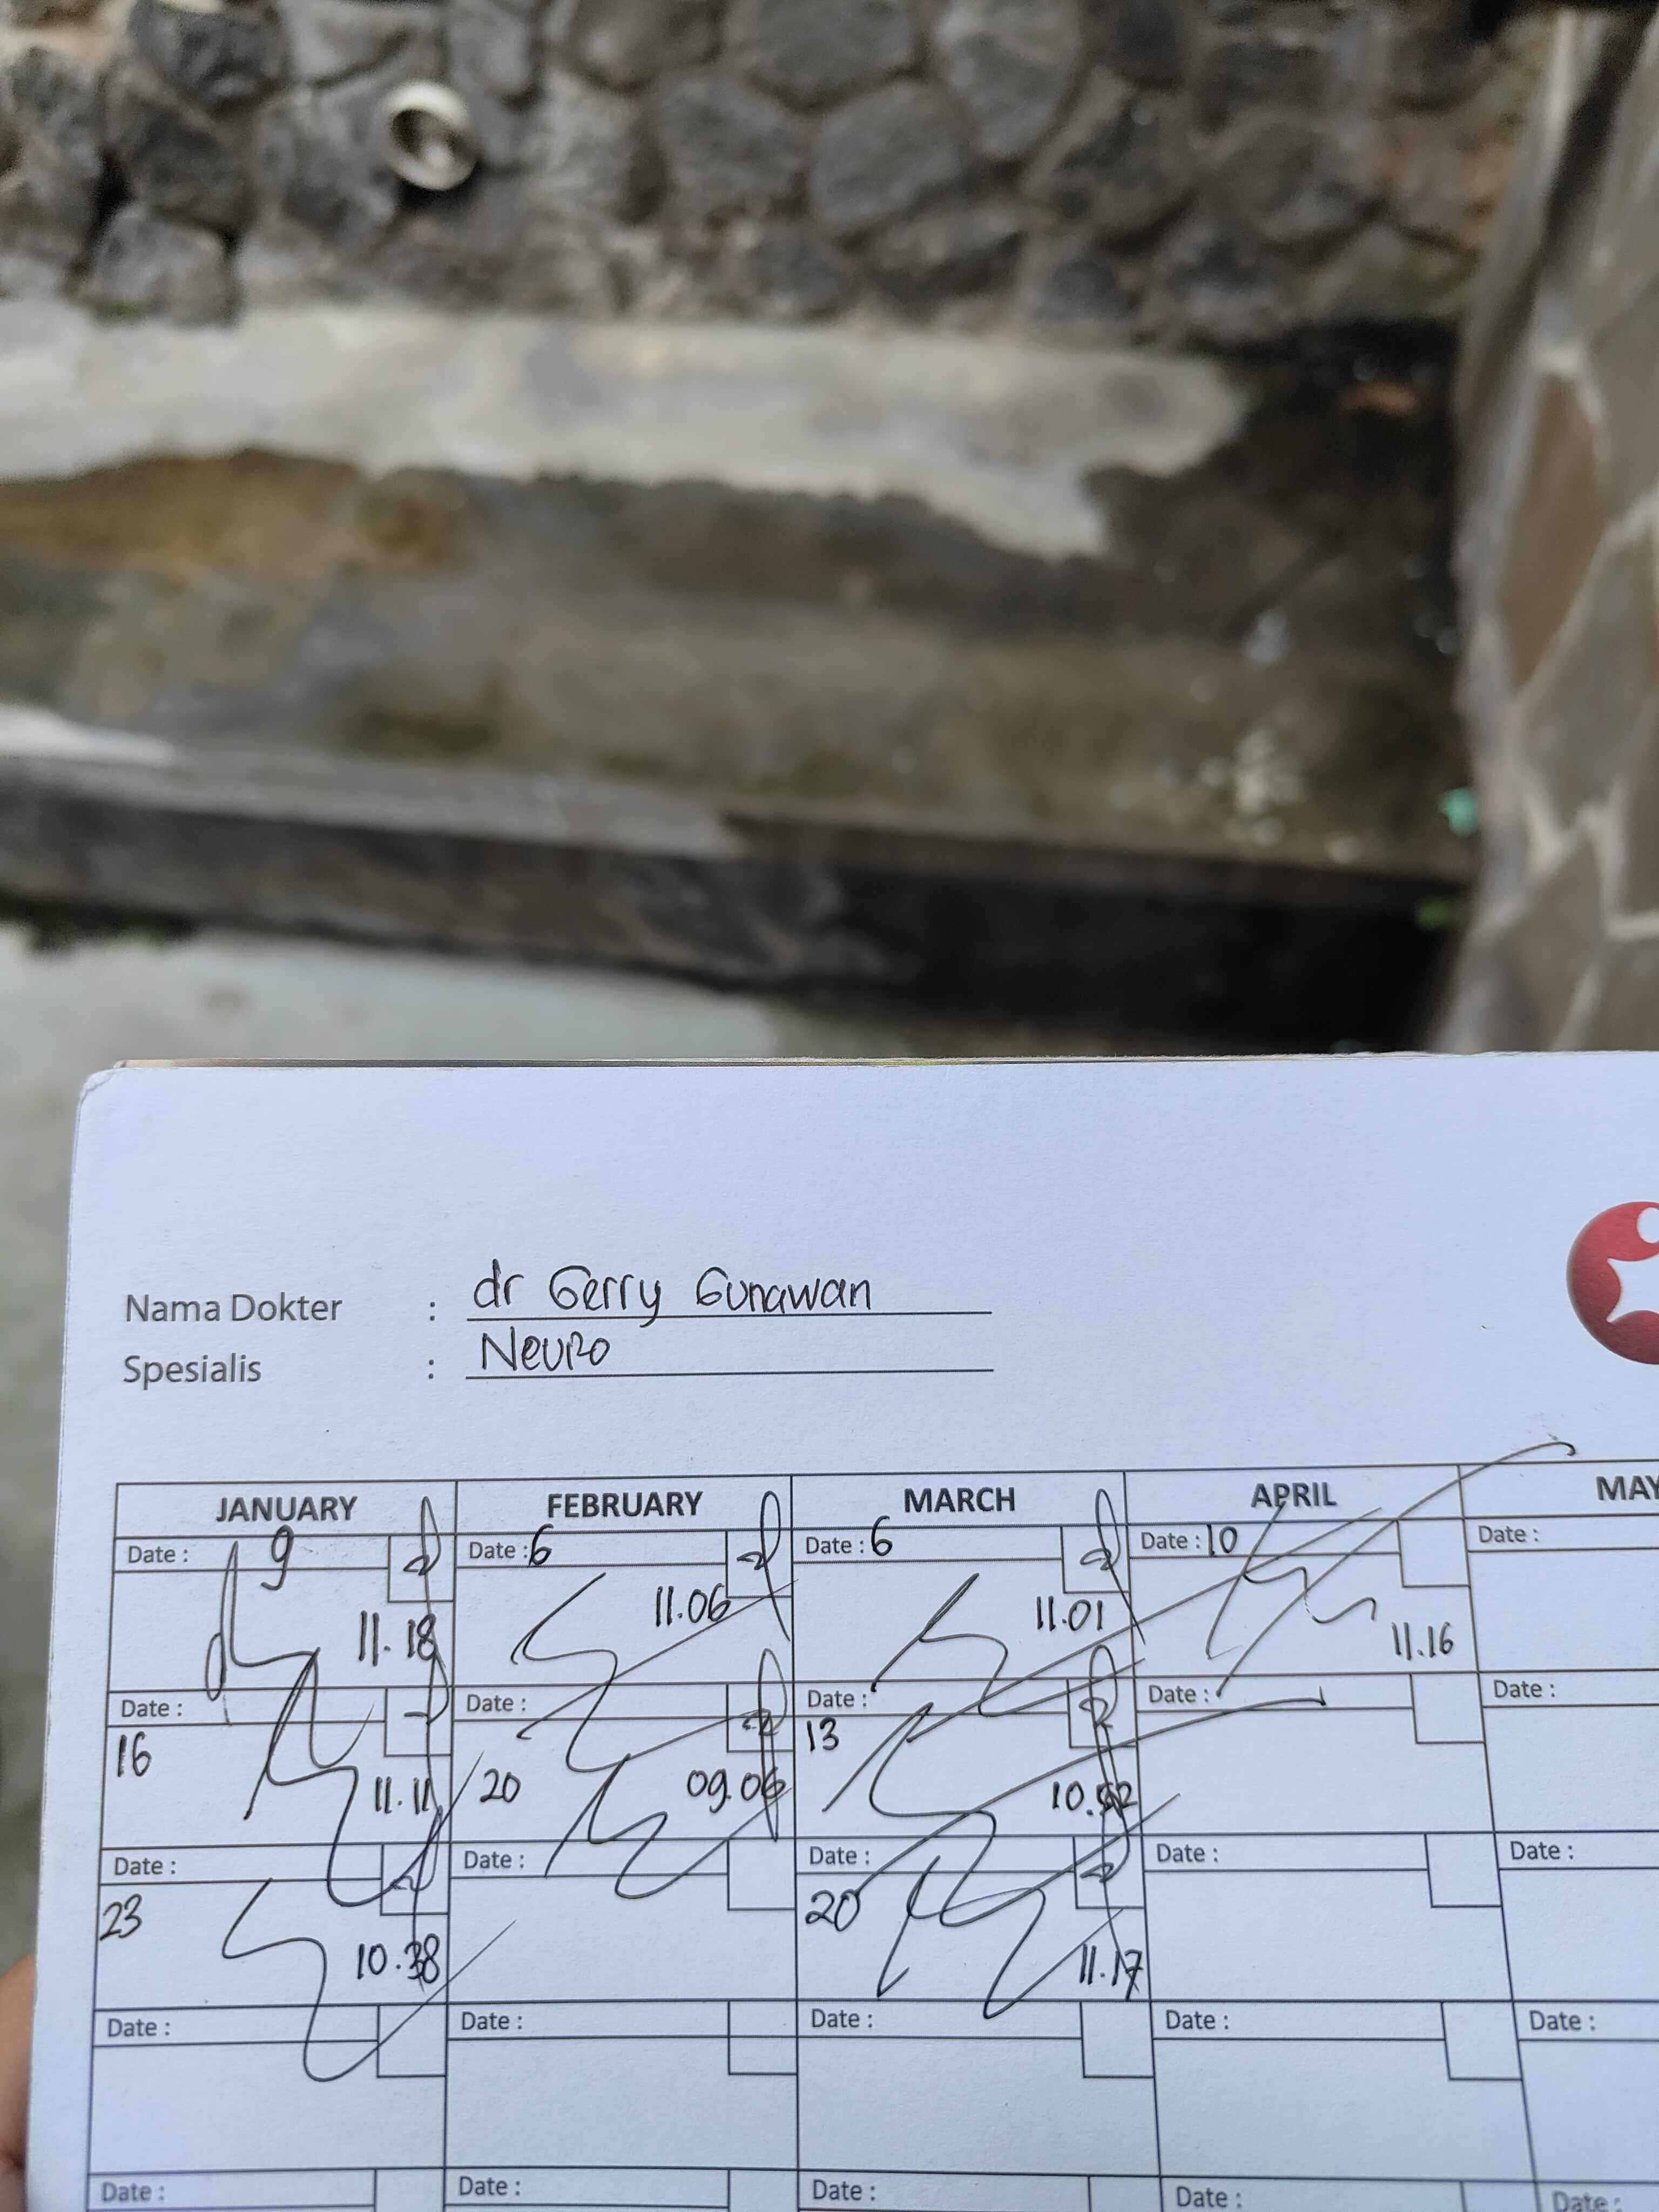 Nama Dokter : dr Gerry Gunawan
Spesialis : Neuro
JANUARY FEBRUARY MARCH APRIL MAY
Date : 9 Date : 6 Date : 6 Date : 10 Date :
11.18 11.06 11.01 11.16
Date : Date : Date : Date : Date :
16 20 13
11.11 09.06 10.52
Date : Date : Date : Date : Date :
23 20
10.38 11.17
Date : Date : Date : Date : Date :
Date : Date : Date : Date : Date :